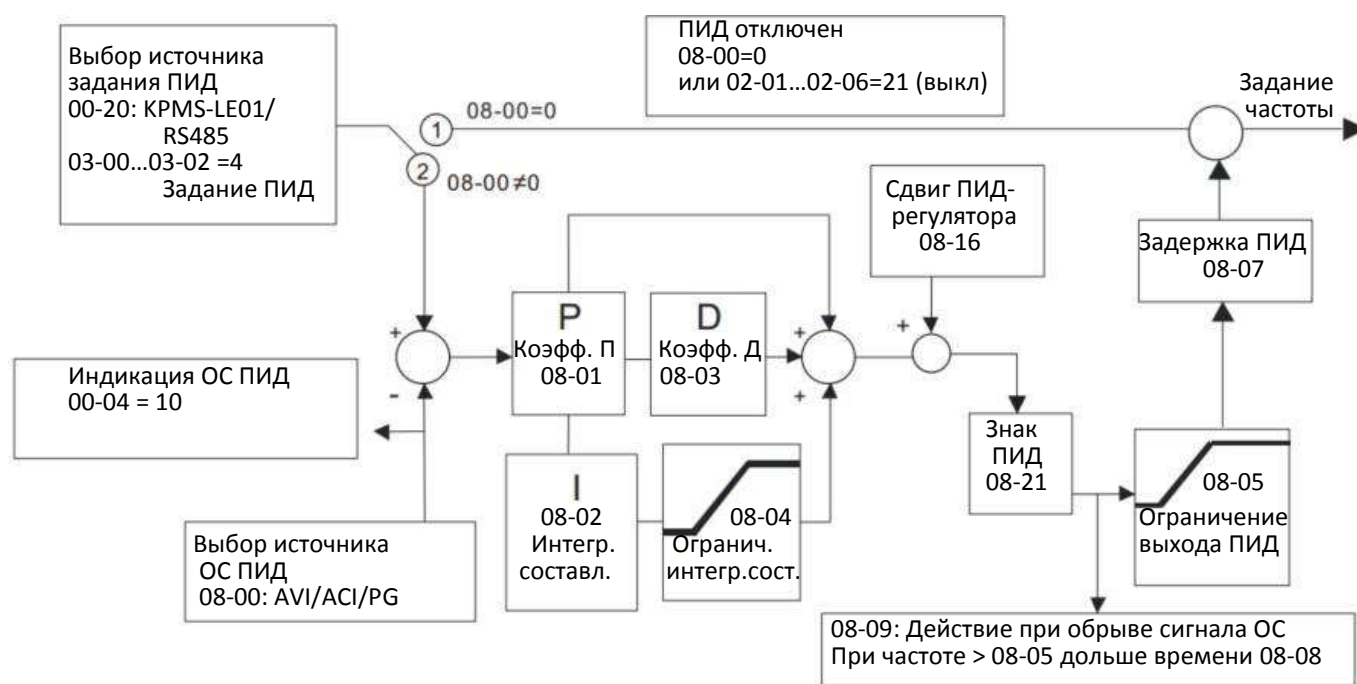 Выбор источника
задания ПИД
00-20: KPMS-LE01/
RS485
03-00...03-02 =4
Задание ПИД
ПИД отключен
08-00=0
или 02-01...02-06=21 (выкл)
08-00=0
1
2
08-00≠0
Задание
частоты
Сдвиг ПИД-
регулятора
08-16
Задержка ПИД
08-07
+
-
P
Коэфф. П
08-01
D
Коэфф. Д
08-03
+
+
+
Индикация ОС ПИД
00-04 = 10
I
08-02
Интегр.
составл.
08-04
Огранич.
интегр.сост.
Знак
ПИД
08-21
08-05
Ограничение
выхода ПИД
Выбор источника
ОС ПИД
08-00: AVI/ACI/PG
08-09: Действие при обрыве сигнала ОС
При частоте > 08-05 дольше времени 08-08